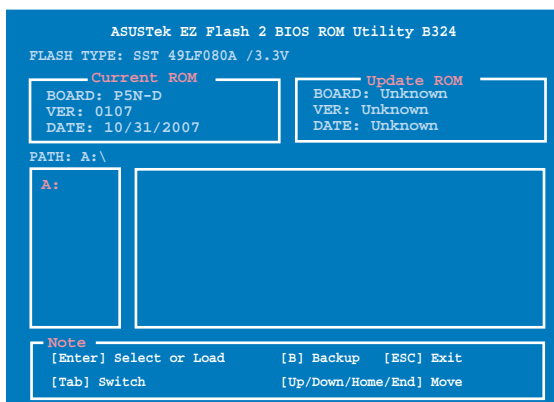 ASUSTek EZ Flash 2 BIOS ROM Utility B324
FLASH TYPE: SST 49LF080A /3.3V
Current ROM
BOARD: P5N-D
VER: 0107
DATE: 10/31/2007
Update ROM
BOARD: Unknown
VER: Unknown
DATE: Unknown
PATH: A:\
A:
Note
[Enter] Select or Load [B] Backup [ESC] Exit
[Tab] Switch [Up/Down/Home/End] Move